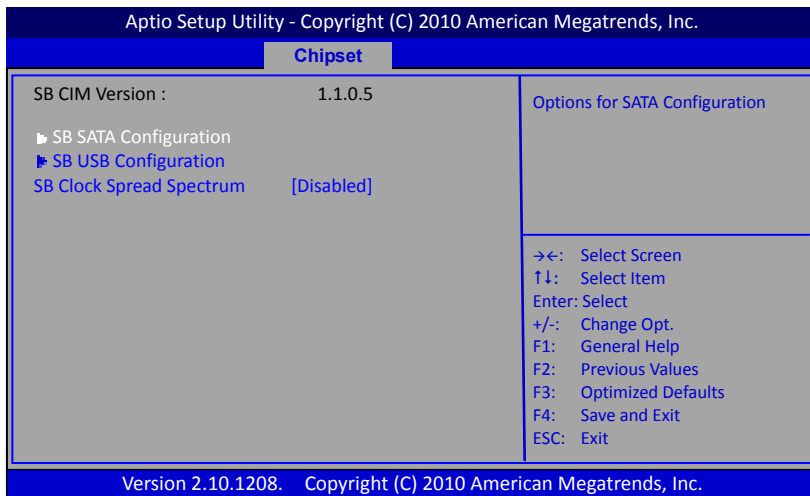 Aptio Setup Utility - Copyright (C) 2010 American Megatrends, Inc.
Chipset
SB CIM Version : 1.1.0.5
SB SATA Configuration
SB USB Configuration
SB Clock Spread Spectrum [Disabled]
Options for SATA Configuration
→←: Select Screen
↑↓: Select Item
Enter: Select
+/-: Change Opt.
F1: General Help
F2: Previous Values
F3: Optimized Defaults
F4: Save and Exit
ESC: Exit
Version 2.10.1208. Copyright (C) 2010 American Megatrends, Inc.